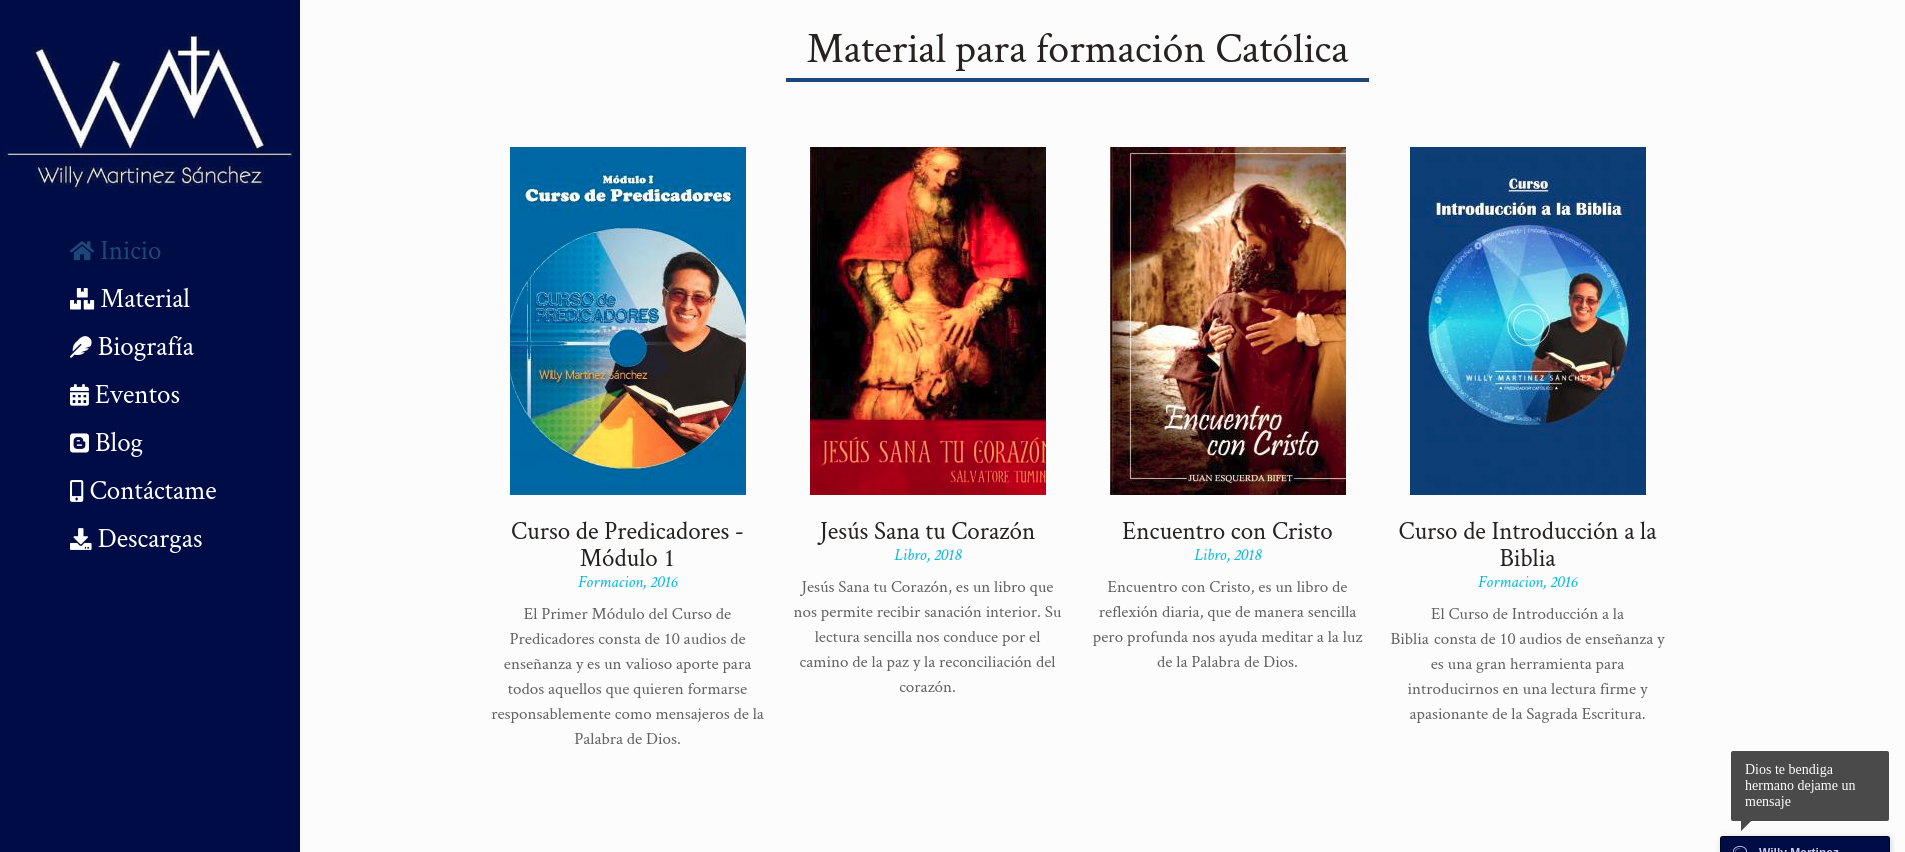 Willy Martinez Sánchez
Inicio
Material
Biografía
Eventos
Blog
Contáctame
Descargas
Material para formación Católica
Módulo I
Curso de Predicadores
CURSO de
PREDICADORES
Willy Martinez Sánchez
JESÚS SANA TU CORAZÓN
SALVATORE TUMIN
Encuentro
con Cristo
JUAN ESQUERDA BIFET
Curso
Introducción a la Biblia
WILLY MARTINEZ SÁNCHEZ
PREDICADOR CATÓLICO
Curso de Predicadores -
Módulo 1
Formacion, 2016
El Primer Módulo del Curso de
Predicadores consta de 10 audios de
enseñanza y es un valioso aporte para
todos aquellos que quieren formarse
responsablemente como mensajeros de la
Palabra de Dios.
Jesús Sana tu Corazón
Libro, 2018
Jesús Sana tu Corazón, es un libro que
nos permite recibir sanación interior. Su
lectura sencilla nos conduce por el
camino de la paz y la reconciliación del
corazón.
Encuentro con Cristo
Libro, 2018
Encuentro con Cristo, es un libro de
reflexión diaria, que de manera sencilla
pero profunda nos ayuda meditar a la luz
de la Palabra de Dios.
Curso de Introducción a la
Biblia
Formacion, 2016
El Curso de Introducción a la
Biblia consta de 10 audios de enseñanza y
es una gran herramienta para
introducirnos en una lectura firme y
apasionante de la Sagrada Escritura.
Dios te bendiga
hermano dejame un
mensaje
Willy Martinez